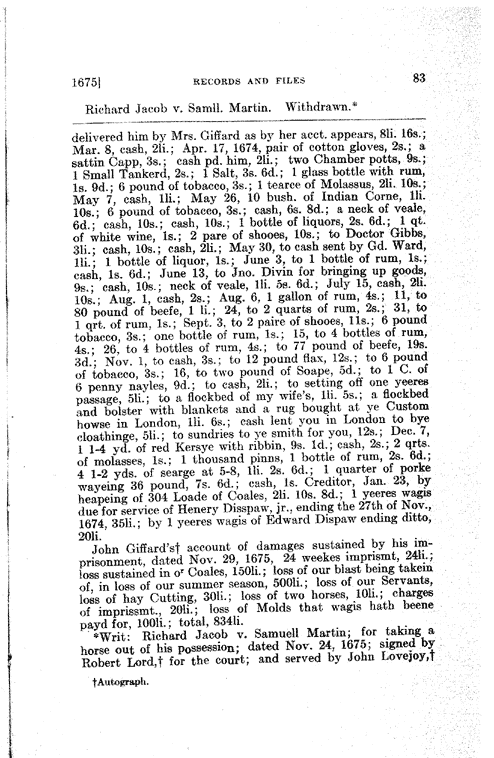 1675] RECORDS AND FILES 83
Richard Jacob v. Samll. Martin. Withdrawn.*
delivered him by Mrs. Giffard as by her acct. appears, 8li. 16s.;
Mar. 8, cash, 2li.; Apr. 17, 1674, pair of cotton gloves, 2s.; a
sattin Capp, 3s.; cash pd. him, 2li.; two Chamber potts, 9s.;
1 Small Tankerd, 2s.; 1 Salt, 3s. 6d.; 1 glass bottle with rum,
1s. 9d.; 6 pound of tobacco, 3s.; 1 tearce of Molassus, 2li. 10s.;
May 7, cash, 1li.; May 26, 10 bush. of Indian Corne, 1li.
10s.; 6 pound of tobacco, 3s.; cash, 6s. 8d.; a neck of veale,
6d.; cash, 10s.; cash, 10s.; 1 bottle of liquors, 2s. 6d.; 1 qt.
of white wine, 1s.; 2 pare of shooes, 10s.; to Doctor Gibbs,
3li.; cash, 10s.; cash, 2li.; May 30, to cash sent by Gd. Ward,
1li.; 1 bottle of liquor, 1s.; June 3, to 1 bottle of rum, 1s.;
cash, 1s. 6d.; June 13, to Jno. Divin for bringing up goods,
9s.; cash, 10s.; neck of veale, 1li. 5s. 6d.; July 15, cash, 2li.
10s.; Aug. 1, cash, 2s.; Aug. 6, 1 gallon of rum, 4s.; 11, to
80 pound of beefe, 1 li.; 24, to 2 quarts of rum, 2s.; 31, to
1 qrt. of rum, 1s.; Sept. 3, to 2 paire of shooes, 11s.; 6 pound
tobacco, 3s.; one bottle of rum, 1s.; 15, to 4 bottles of rum,
4s.; 26, to 4 bottles of rum, 4s.; to 77 pound of beefe, 19s.
3d.; Nov. 1, to cash, 3s.; to 12 pound flax, 12s.; to 6 pound
of tobacco, 3s.; 16, to two pound of Soape, 5d.; to 1 C. of
6 penny nayles, 9d.; to cash, 2li.; to setting off one yeeres
passage, 5li.; to a flockbed of my wife's, 1li. 5s.; a flockbed
and bolster with blankets and a rug bought at ye Custom
howse in London, 1li. 6s.; cash lent you in London to bye
cloathinge, 5li.; to sundries to ye smith for you, 12s.; Dec. 7,
1 1-4 yd. of red Kersye with ribbin, 9s. 1d.; cash, 2s.; 2 qrts.
of molasses, 1s.; 1 thousand pinns, 1 bottle of rum, 2s. 6d.;
4 1-2 yds. of searge at 5-8, 1li. 2s. 6d.; 1 quarter of porke
wayeing 36 pound, 7s. 6d.; cash, 1s. Creditor, Jan. 23, by
heapeing of 304 Loade of Coales, 2li. 10s. 8d.; 1 yeeres wagis
due for service of Henery Disspaw, jr., ending the 27th of Nov.,
1674, 35li.; by 1 yeeres wagis of Edward Dispaw ending ditto,
20li.
John Giffard's† account of damages sustained by his im-
prisonment, dated Nov. 29, 1675, 24 weekes imprismt, 24li.;
loss sustained in or Coales, 150li.; loss of our blast being takein
of, in loss of our summer season, 500li.; loss of our Servants,
loss of hay Cutting, 30li.; loss of two horses, 10li.; charges
of imprissmt., 20li.; loss of Molds that wagis hath beene
payd for, 100li.; total, 834li.
*Writ: Richard Jacob v. Samuell Martin; for taking a
horse out of his possession; dated Nov. 24, 1675; signed by
Robert Lord,† for the court; and served by John Lovejoy,†
†Autograph.